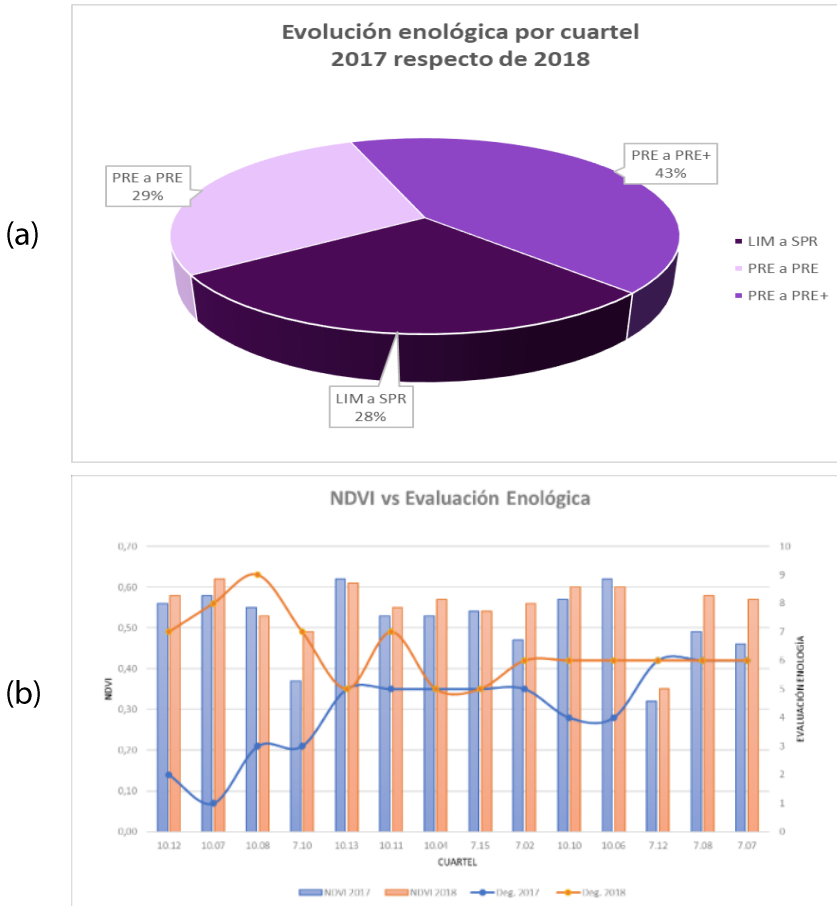 (a)
Evolución enológica por cuartel
2017 respecto de 2018
PRE a PRE
29%
PRE a PRE+
43%
LIM a SPR
28%
LIM a SPR
PRE a PRE
PRE a PRE+
(b)
NDVI vs Evaluación Enológica
0,70
0,60
0,50
0,40
0,30
0,20
0,10
0,00
NDVI
10
9
8
7
6
5
4
3
2
1
0
EVALUACIÓN ENOLOGÍA
10.12 10.07 10.08 7.10 10.13 10.11 10.04 7.15 7.02 10.10 10.06 7.12 7.08 7.07
CUARTEL
NDVI 2017 NDVI 2018 Deg. 2017 Deg. 2018